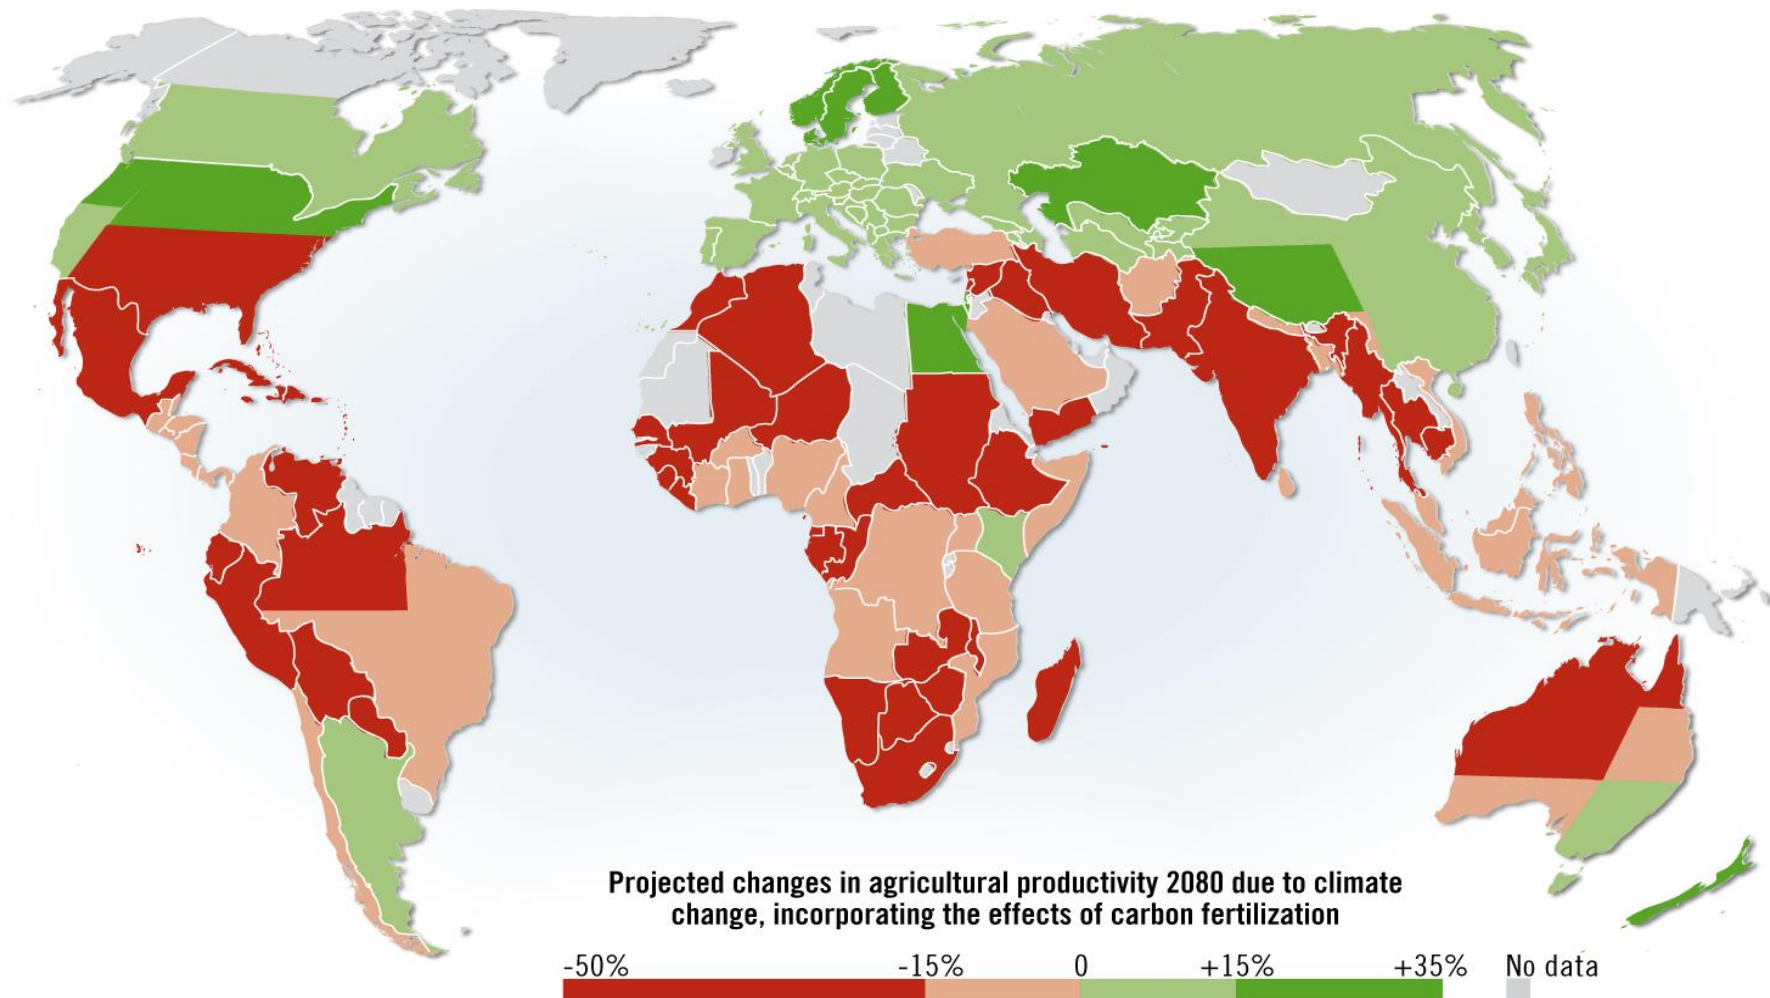 Projected changes in agricultural productivity 2080 due to climate
change, incorporating the effects of carbon fertilization
-50% -15% 0 +15% +35% No data